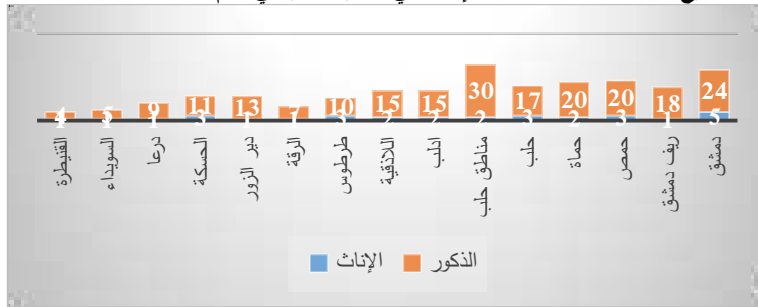 24 18 20 20 17 30 15 15 10 7 13 11 9 5 4
5 1 3 2 3 2 2 2 3 1 3 1 1 1
دمشق
ريف دمشق
حمص
حماة
حلب
مناطق حلب
ادلب
اللاذقية
طرطوس
الرقة
دير الزور
الحسكة
درعا
السويداء
القنيطرة
الذكور الإناث